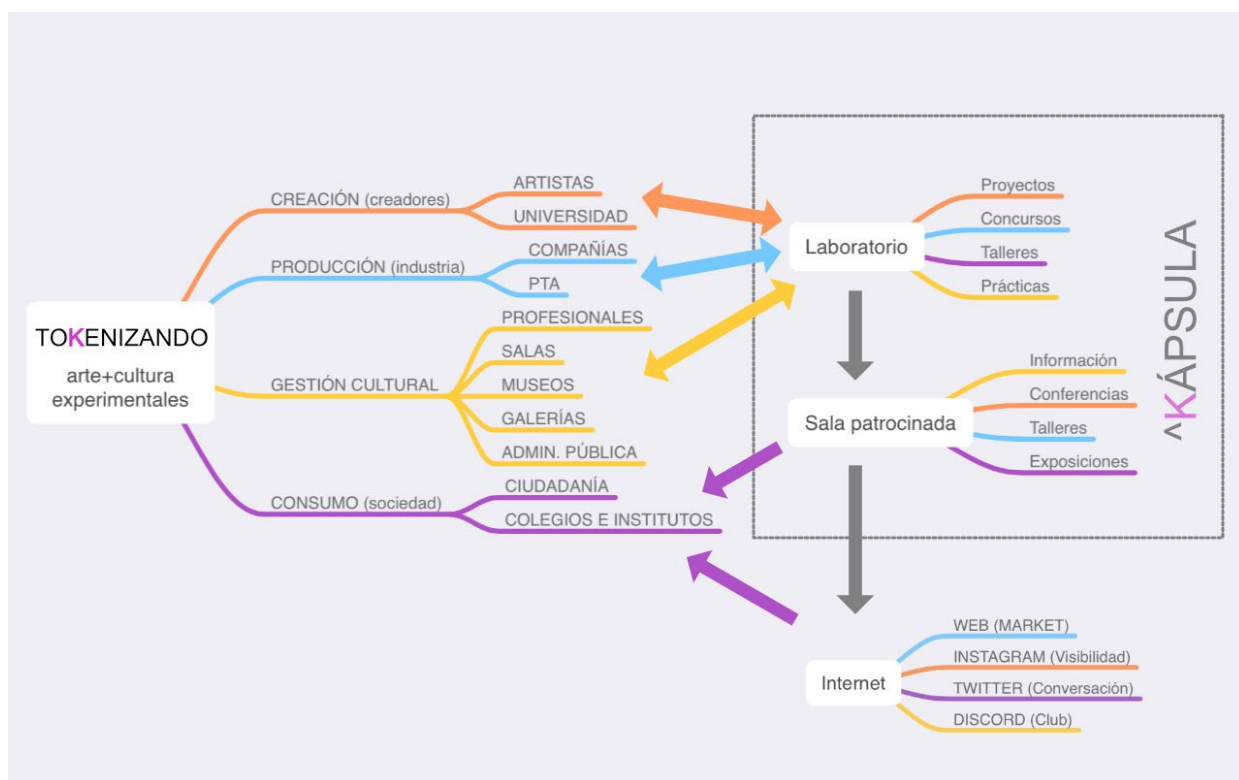 TOKENIZANDO
arte+cultura
experimentales
CREACIÓN (creadores)
ARTISTAS
UNIVERSIDAD
PRODUCCIÓN (industria)
COMPAÑÍAS
PTA
GESTIÓN CULTURAL
PROFESIONALES
SALAS
MUSEOS
GALERÍAS
ADMIN. PÚBLICA
CONSUMO (sociedad)
CIUDADANÍA
COLEGIOS E INSTITUTOS
Laboratorio
Proyectos
Concursos
Talleres
Prácticas
Sala patrocinada
Información
Conferencias
Talleres
Exposiciones
^KÁPSULA
Internet
WEB (MARKET)
INSTAGRAM (Visibilidad)
TWITTER (Conversación)
DISCORD (Club)